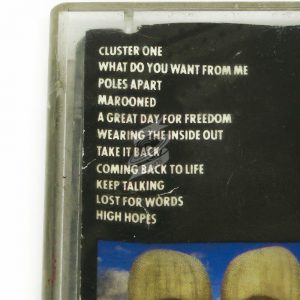 CLUSTER ONE
WHAT DO YOU WANT FROM ME
POLES APART
MAROONED
A GREAT DAY FOR FREEDOM
WEARING THE INSIDE OUT
TAKE IT BACK
COMING BACK TO LIFE
KEEP TALKING
LOST FOR WORDS
HIGH HOPES